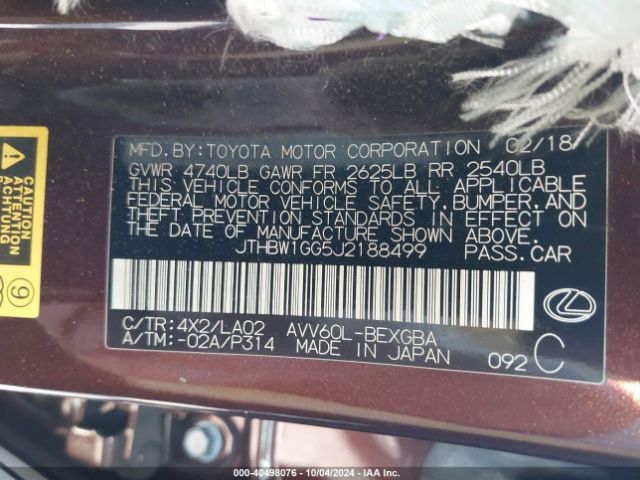 MFD.BY:TOYOTA MOTOR CORPORATION 02/18
GVWR 4740LB GAWR FR 2625LB RR 2540LB
THIS VEHICLE CONFORMS TO ALL APPLICABLE
FEDERAL MOTOR VEHICLE SAFETY,BUMPER,AND
THEFT PREVENTION STANDARDS IN EFFECT ON
THE DATE OF MANUFACTURE SHOWN ABOVE.
JTHBW1GG5J2188499 PASS.CAR
C/TR:4X2/LA02 AVV60L-BEXGBA
A/TM:-02A/P314 MADE IN JAPAN 092 C
CAUTION
ATTENTION
ACHTUNG
9
000-40498076 - 10/04/2024 - IAA Inc.